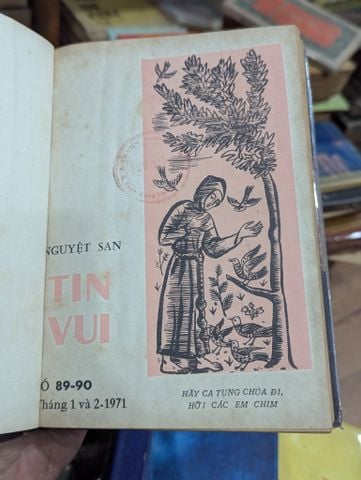 NGUYỆT SAN
TIN
VUI
Ố 89-90
Tháng 1 và 2-1971
HÃY CA TỤNG CHÚA ĐI,
HỠI CÁC EM CHIM